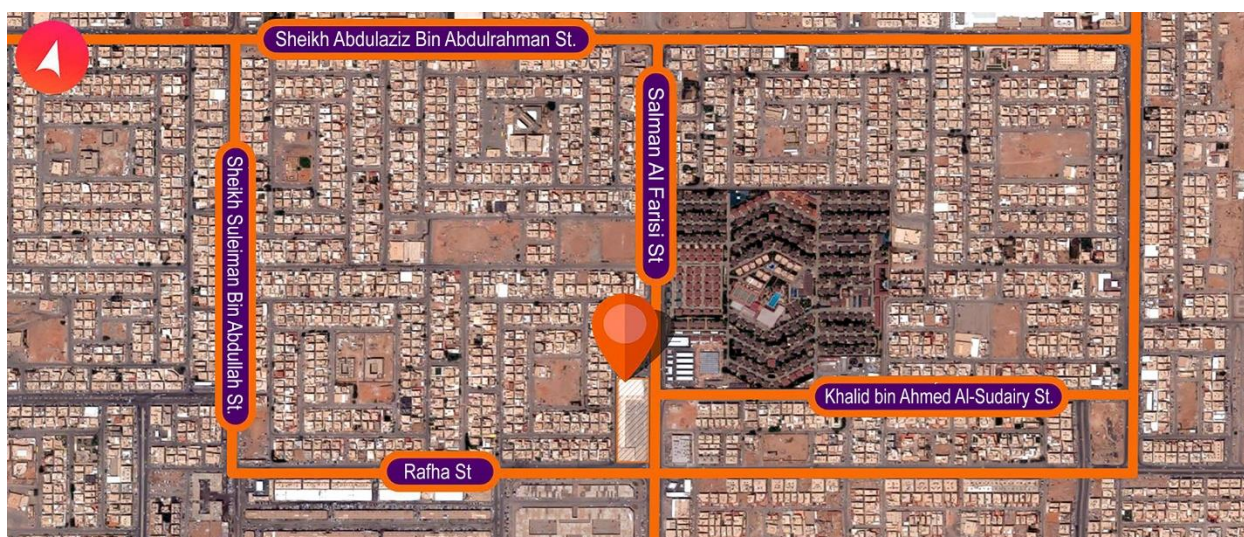 Sheikh Abdulaziz Bin Abdulrahman St.
Salman Al Farisi St
Sheikh Suleiman Bin Abdullah St.
Khalid bin Ahmed Al-Sudairy St.
Rafha St